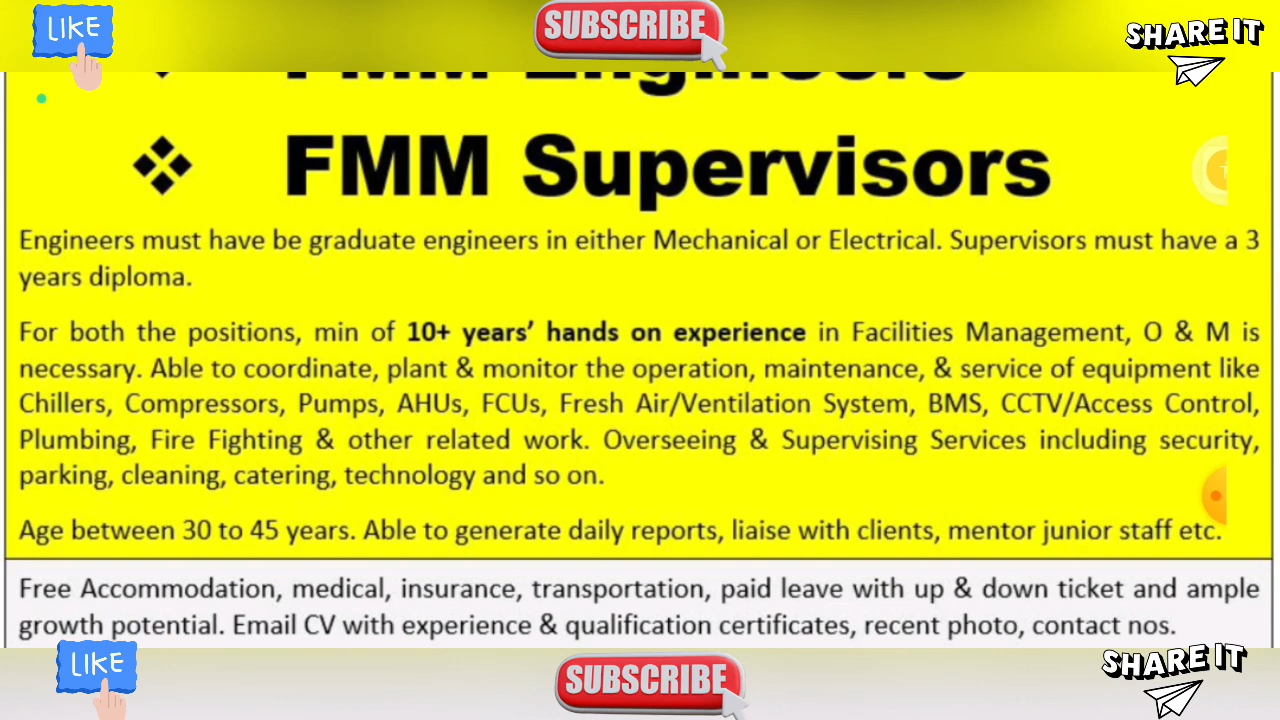 LIKE
SUBSCRIBE
SHARE IT
FMM Engineers
FMM Supervisors
Engineers must have be graduate engineers in either Mechanical or Electrical. Supervisors must have a 3
years diploma.
For both the positions, min of 10+ years’ hands on experience in Facilities Management, O & M is
necessary. Able to coordinate, plant & monitor the operation, maintenance, & service of equipment like
Chillers, Compressors, Pumps, AHUs, FCUs, Fresh Air/Ventilation System, BMS, CCTV/Access Control,
Plumbing, Fire Fighting & other related work. Overseeing & Supervising Services including security,
parking, cleaning, catering, technology and so on.
Age between 30 to 45 years. Able to generate daily reports, liaise with clients, mentor junior staff etc.
Free Accommodation, medical, insurance, transportation, paid leave with up & down ticket and ample
growth potential. Email CV with experience & qualification certificates, recent photo, contact nos.
LIKE
SUBSCRIBE
SHARE IT